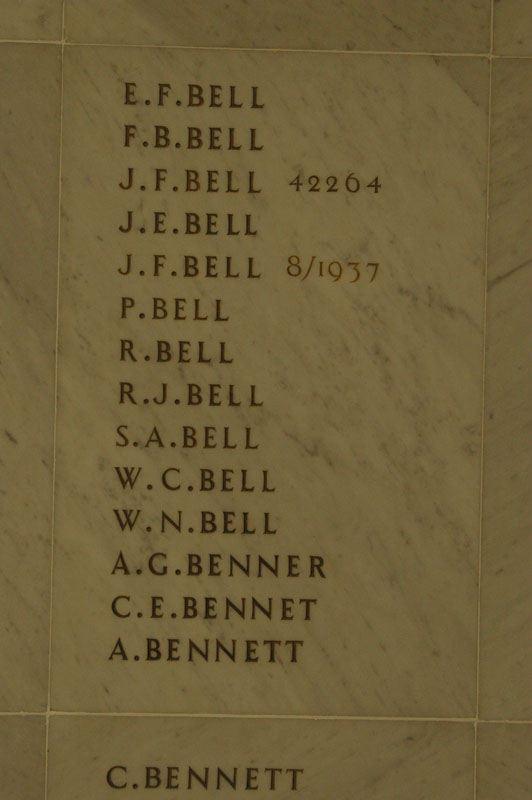 E.F.BELL
F.B.BELL
J.F.BELL 42264
J.E.BELL
J.F.BELL 8/1937
P.BELL
R.BELL
R.J.BELL
S.A.BELL
W.C.BELL
W.N.BELL
A.G.BENNER
C.E.BENNET
A.BENNETT
C.BENNETT